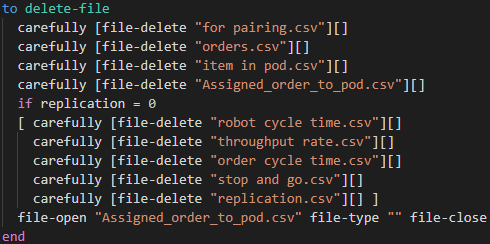 to delete-file
carefully [file-delete "for pairing.csv"][]
carefully [file-delete "orders.csv"][]
carefully [file-delete "item in pod.csv"][]
carefully [file-delete "Assigned_order_to_pod.csv"][]
if replication = 0
[ carefully [file-delete "robot cycle time.csv"][]
carefully [file-delete "throughput rate.csv"][]
carefully [file-delete "order cycle time.csv"][]
carefully [file-delete "stop and go.csv"][]
carefully [file-delete "replication.csv"][] ]
file-open "Assigned_order_to_pod.csv" file-type "" file-close
end